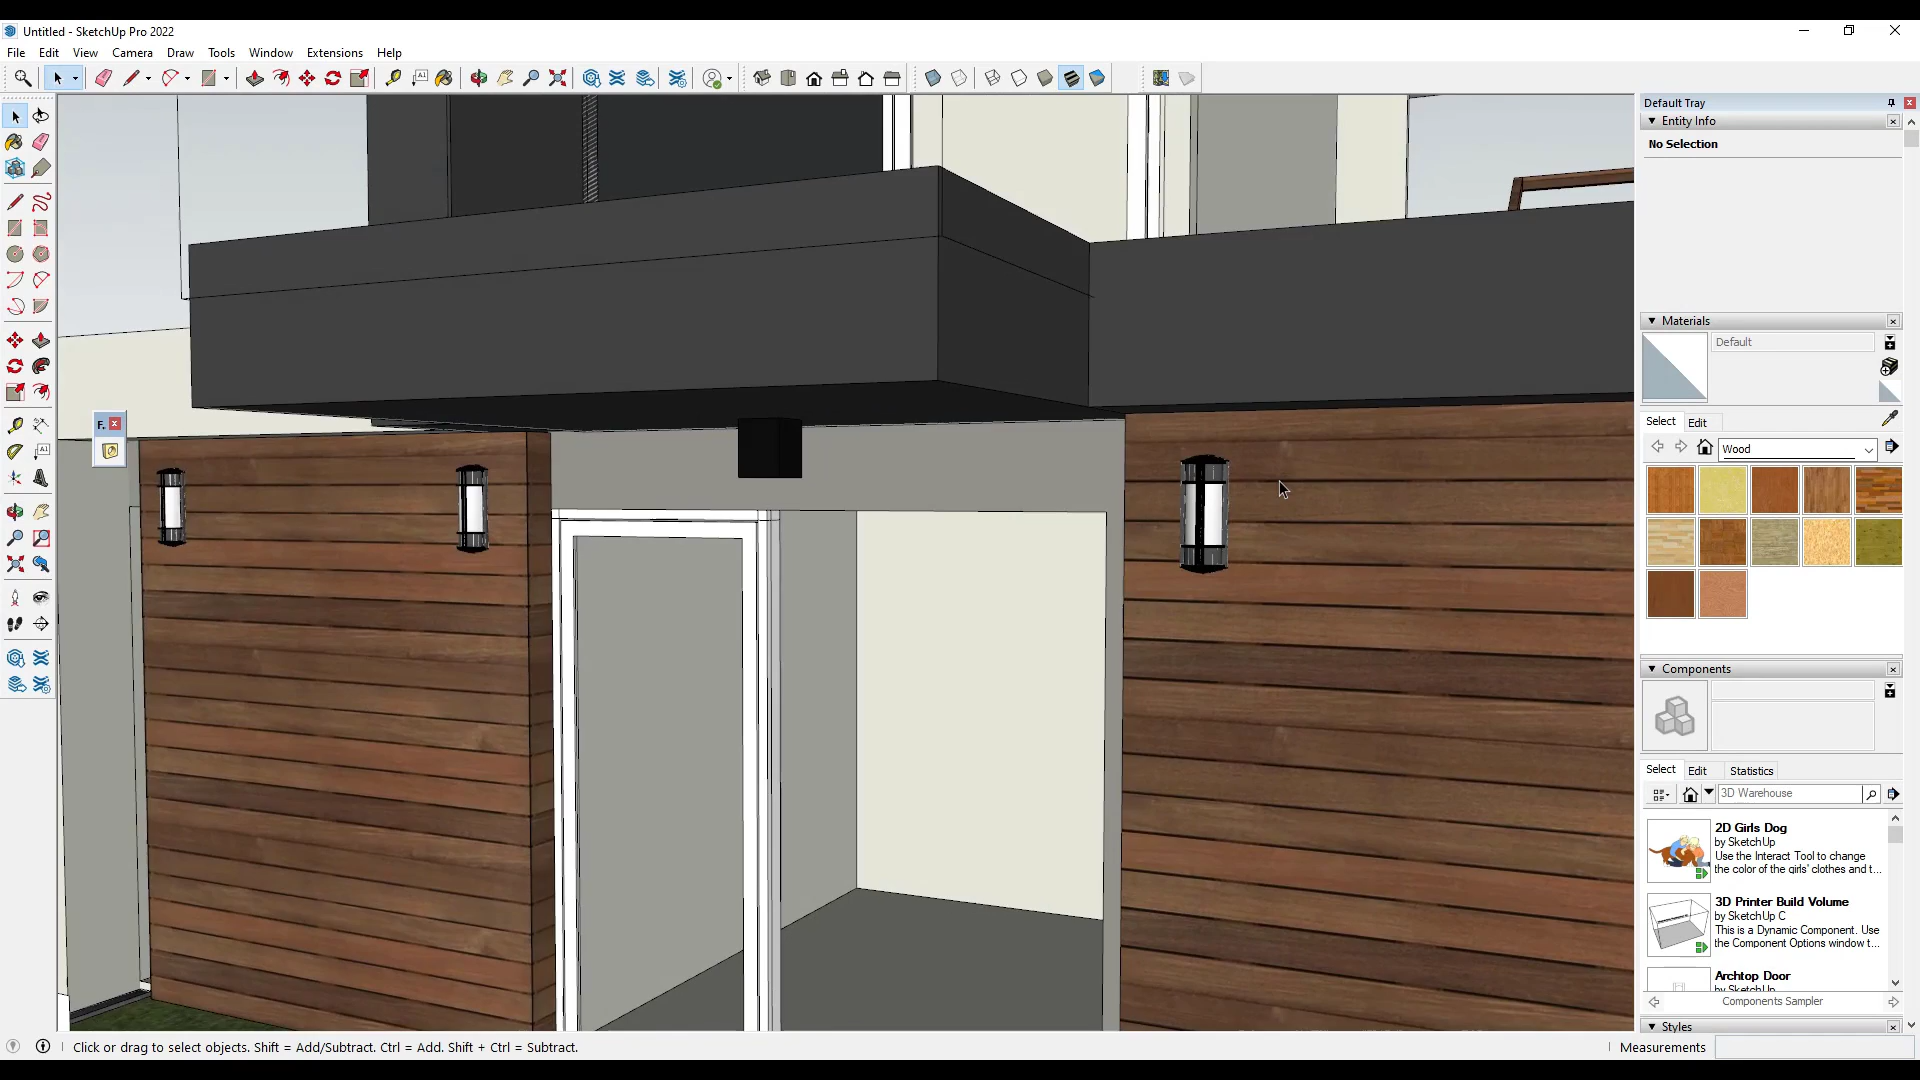 Untitled - SketchUp Pro 2022
File Edit View Camera Draw Tools Window Extensions Help
Default Tray
Entity Info
No Selection
Materials
Default
F.
Select Edit
Wood
Components
Select Edit Statistics
3D Warehouse
2D Girls Dog
by SketchUp
Use the Interact Tool to change
the color of the girls' clothes and t...
3D Printer Build Volume
by SketchUp C
This is a Dynamic Component. Use
the Component Options window t...
Archtop Door
by SketchUp
Components Sampler
Styles
Click or drag to select objects. Shift = Add/Subtract. Ctrl = Add. Shift + Ctrl = Subtract.
Measurements